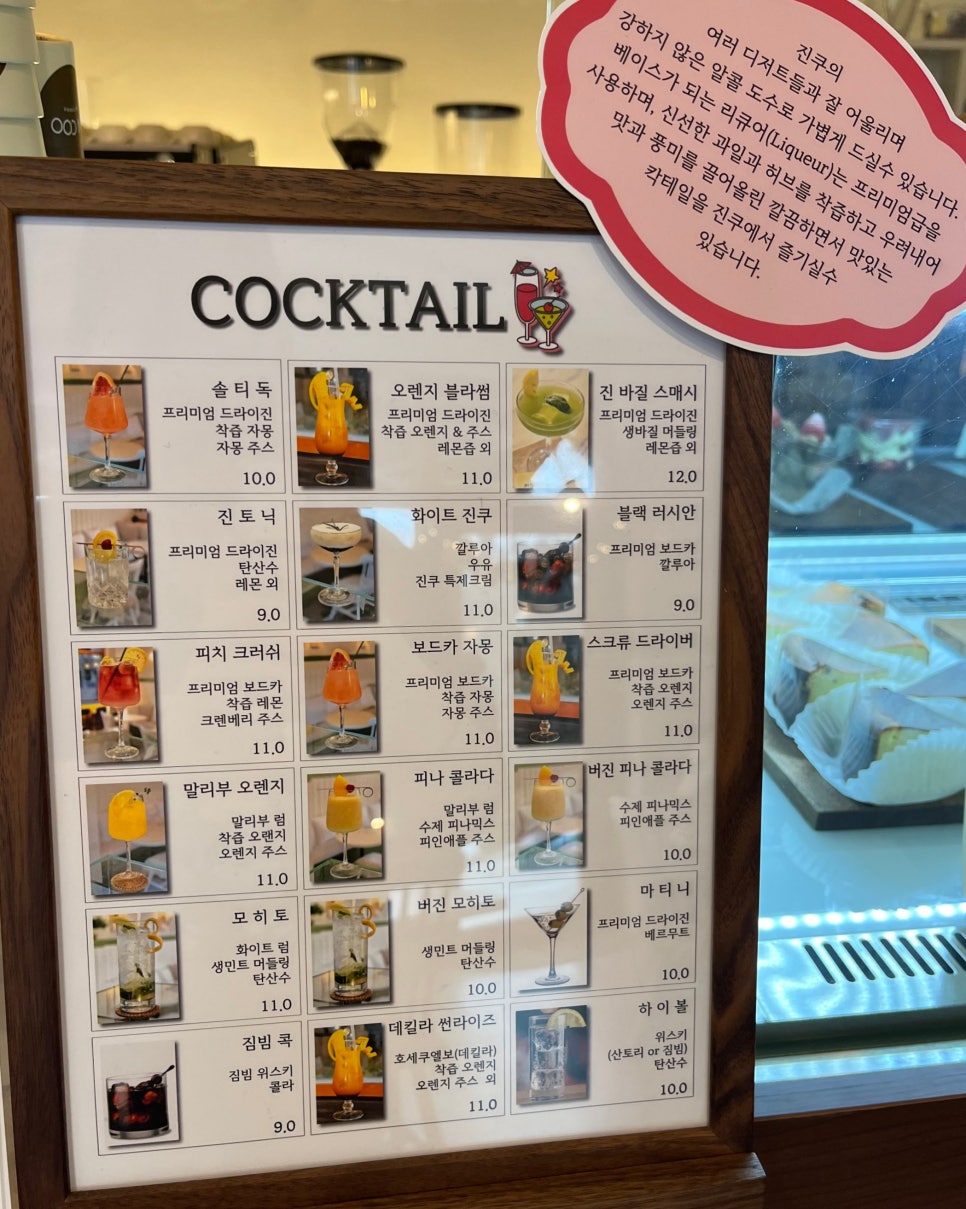 진쿠의
여러 디저트들과 잘 어울리며
강하지 않은 알콜 도수로 가볍게 드실수 있습니다.
베이스가 되는 리큐어(Liqueur)는 프리미엄급을
사용하며, 신선한 과일과 허브를 착즙하고 우려내어
맛과 풍미를 끌어올린 깔끔하면서 맛있는
칵테일을 진쿠에서 즐기실수
있습니다.
COCKTAIL
솔 티 독
프리미엄 드라이진
착즙 자몽
자몽 주스
10.0
오렌지 블라썸
프리미엄 드라이진
착즙 오렌지 & 주스
레몬즙 외
11.0
진 바질 스매시
프리미엄 드라이진
생바질 머들링
레몬즙 외
12.0
진 토 닉
프리미엄 드라이진
탄산수
레몬 외
9.0
화이트 진쿠
깔루아
우유
진쿠 특제크림
11.0
블랙 러시안
프리미엄 보드카
깔루아
9.0
피치 크러쉬
프리미엄 보드카
착즙 레몬
크렌베리 주스
11.0
보드카 자몽
프리미엄 보드카
착즙 자몽
자몽 주스
11.0
스크류 드라이버
프리미엄 보드카
착즙 오렌지
오렌지 주스
11.0
말리부 오렌지
말리부 럼
착즙 오랜지
오렌지 주스
11.0
피나 콜라다
말리부 럼
수제 피나믹스
피인애플 주스
11.0
버진 피나 콜라다
수제 피나믹스
피인애플 주스
10.0
모 히 토
화이트 럼
생민트 머들링
탄산수
11.0
버진 모히토
생민트 머들링
탄산수
10.0
마 티 니
프리미엄 드라이진
베르무트
10.0
짐빔 콕
짐빔 위스키
콜라
9.0
데킬라 썬라이즈
호세쿠엘보(데킬라)
착즙 오렌지
오렌지 주스 외
11.0
하 이 볼
위스키
(산토리 or 짐빔)
탄산수
10.0